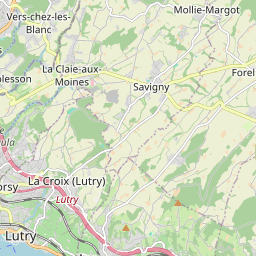 Mollie-Margot
Vers-chez-les-
Blanc
La Claie-aux-
Moines
Forel
Savigny
La Croix (Lutry)
Lutry
Lutry